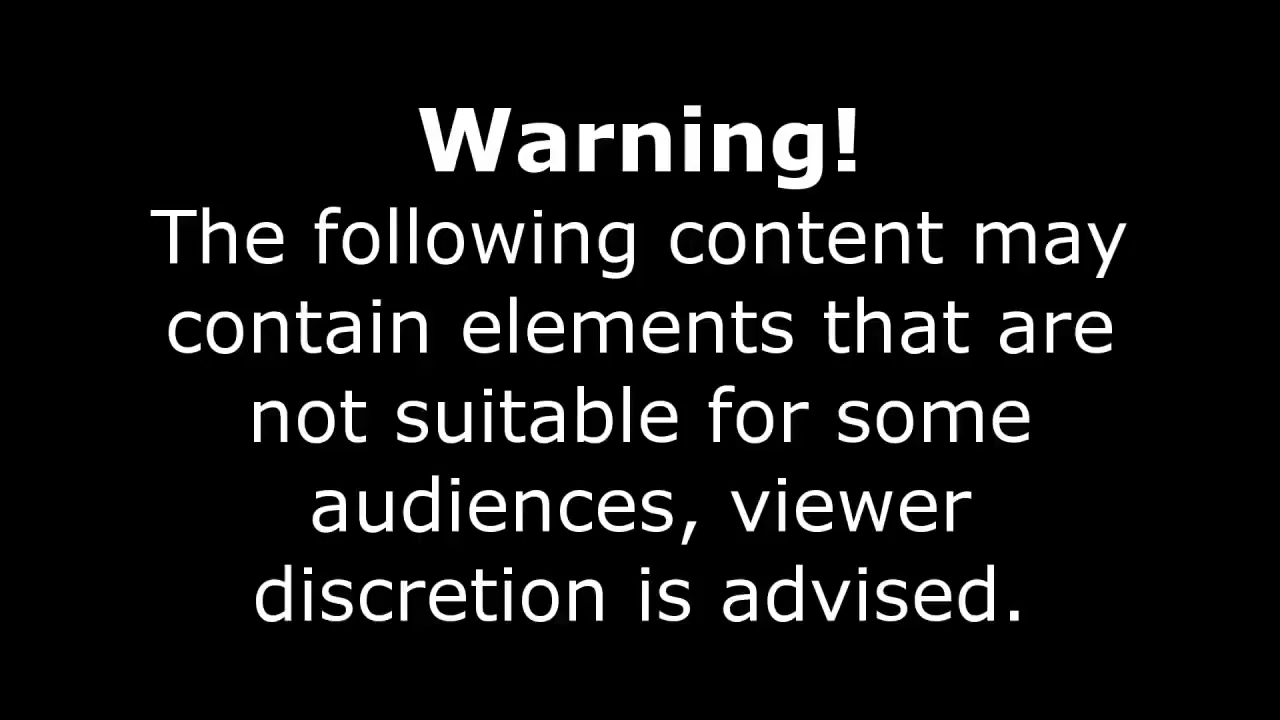 Warning!
The following content may
contain elements that are
not suitable for some
audiences, viewer
discretion is advised.